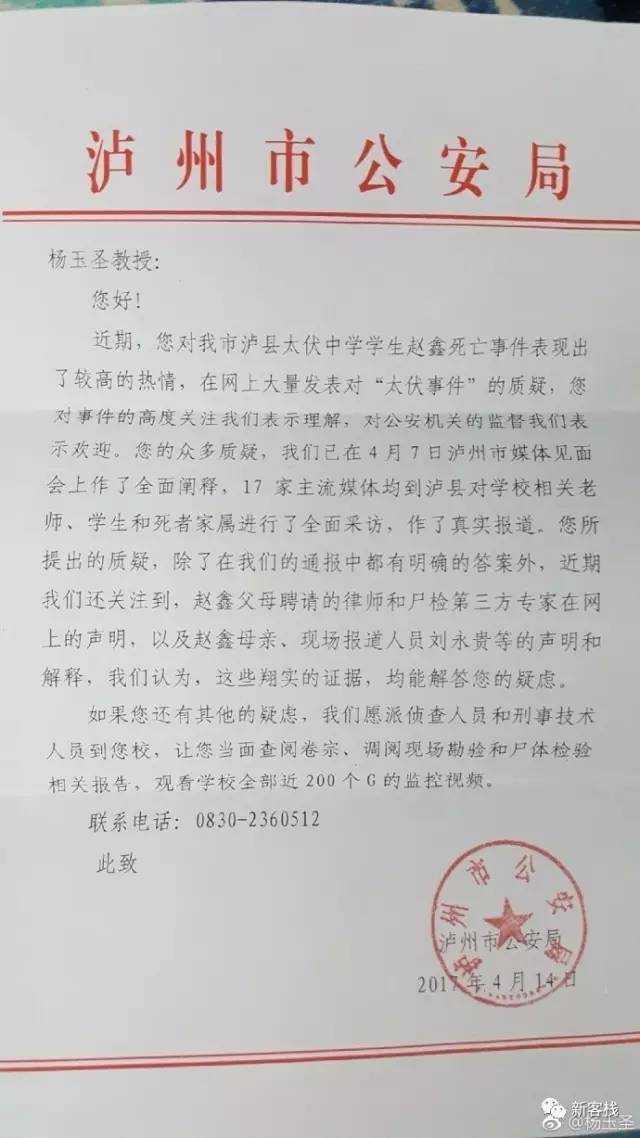 泸州市公安局
杨玉圣教授：
您好！
近期，您对我市泸县太伏中学学生赵鑫死亡事件表现出
了较高的热情，在网上大量发表对“太伏事件”的质疑，您
对事件的高度关注我们表示理解，对公安机关的监督我们表
示欢迎。您的众多质疑，我们已在4月7日泸州市媒体见面
会上作了全面阐释，17 家主流媒体均到泸县对学校相关老
师、学生和死者家属进行了全面采访，作了真实报道。您所
提出的质疑，除了在我们的通报中都有明确的答案外，近期
我们还关注到，赵鑫父母聘请的律师和尸检第三方专家在网
上的声明，以及赵鑫母亲、现场报道人员刘永贵等的声明和
解释，我们认为，这些翔实的证据，均能解答您的疑虑。
如果您还有其他的疑虑，我们愿派侦查人员和刑事技术
人员到您校，让您当面查阅卷宗、调阅现场勘验和尸体检验
相关报告，观看学校全部近200个G的监控视频。
联系电话：0830-2360512
此致
泸州市公安局
泸州市公安局
2017年4月14日
新客栈
@杨玉圣